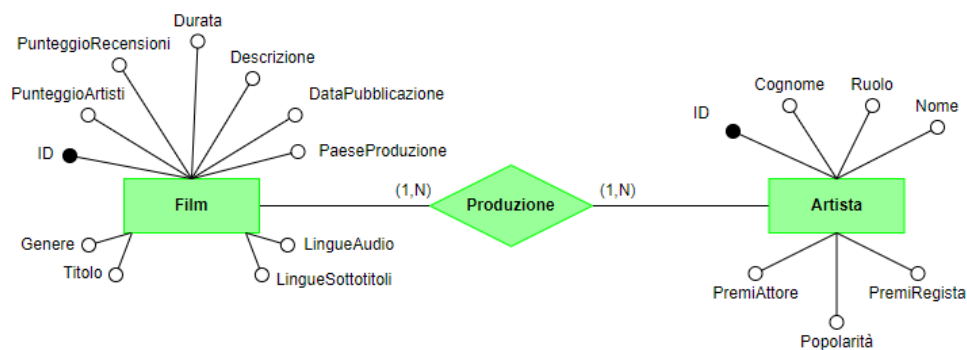 Durata
PunteggioRecensioni
Descrizione
PunteggioArtisti
DataPubblicazione
ID
PaeseProduzione
Film
Genere
LingueAudio
Titolo
LingueSottotitoli
(1,N)
Produzione
(1,N)
Cognome
Ruolo
ID
Nome
Artista
PremiAttore
PremiRegista
Popolarità